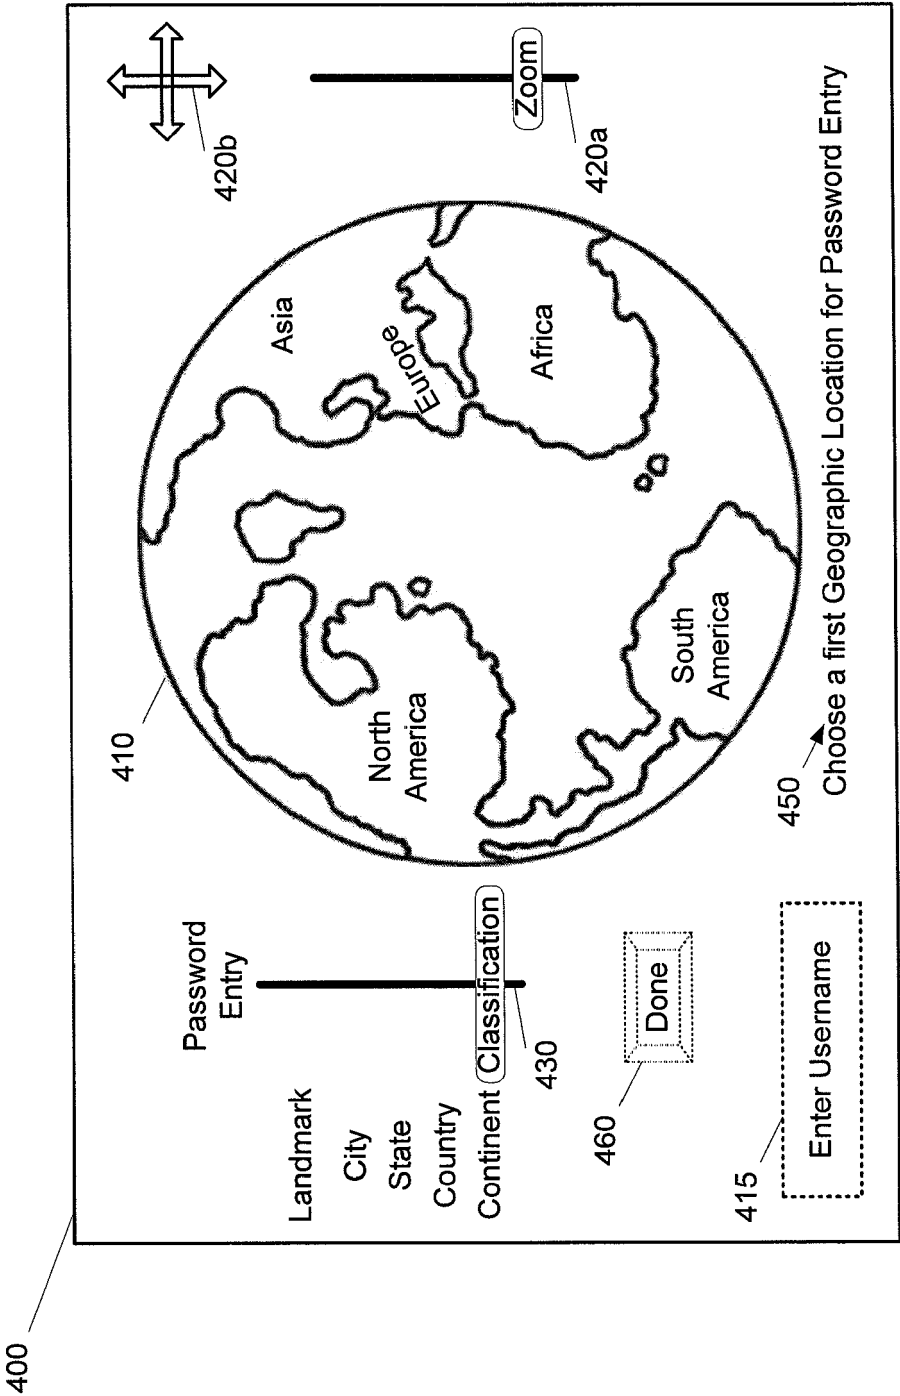 400
Password
Entry
Landmark
City
State
Country
Continent
Classification
430
460
Done
415
Enter Username
410
North
America
South
America
Europe
Asia
Africa
420b
Zoom
420a
450
Choose a first Geographic Location for Password Entry